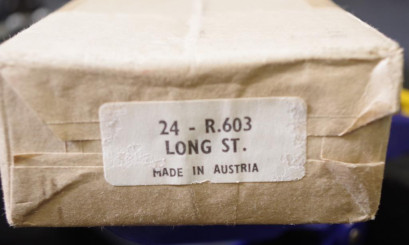 24 - R.603
LONG ST.
MADE IN AUSTRIA